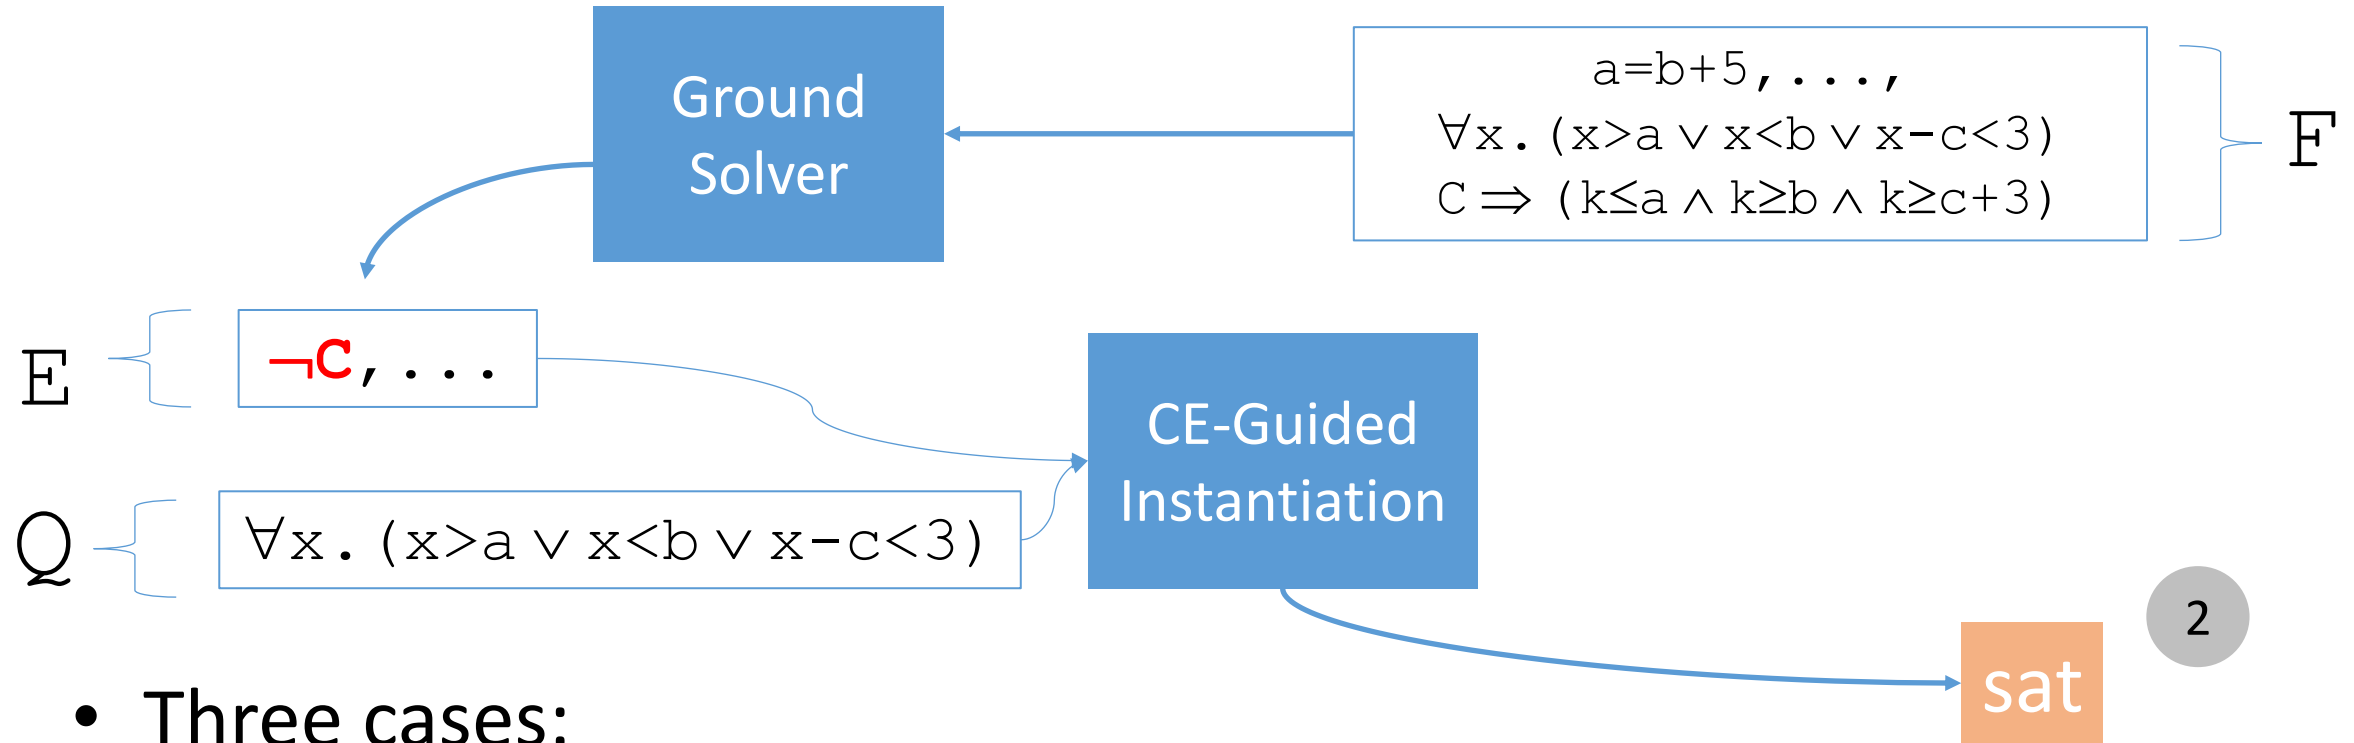 Ground
Solver
a=b+5,...,
∀x.(x>a ∨ x<b ∨ x-c<3)
C ⇒ (k≤a ∧ k≥b ∧ k≥c+3)
F
E
¬C,...
CE-Guided
Instantiation
Q
∀x.(x>a ∨ x<b ∨ x-c<3)
2
sat
• Three cases: